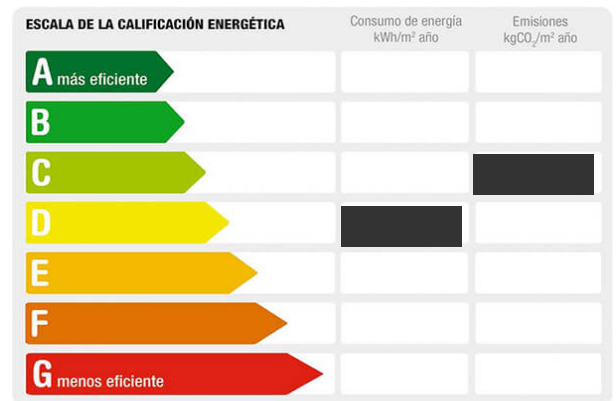 ESCALA DE LA CALIFICACIÓN ENERGÉTICA
Consumo de energía
kWh/m² año
Emisiones
kgCO₂/m² año
A más eficiente
B
C
D
E
F
G menos eficiente